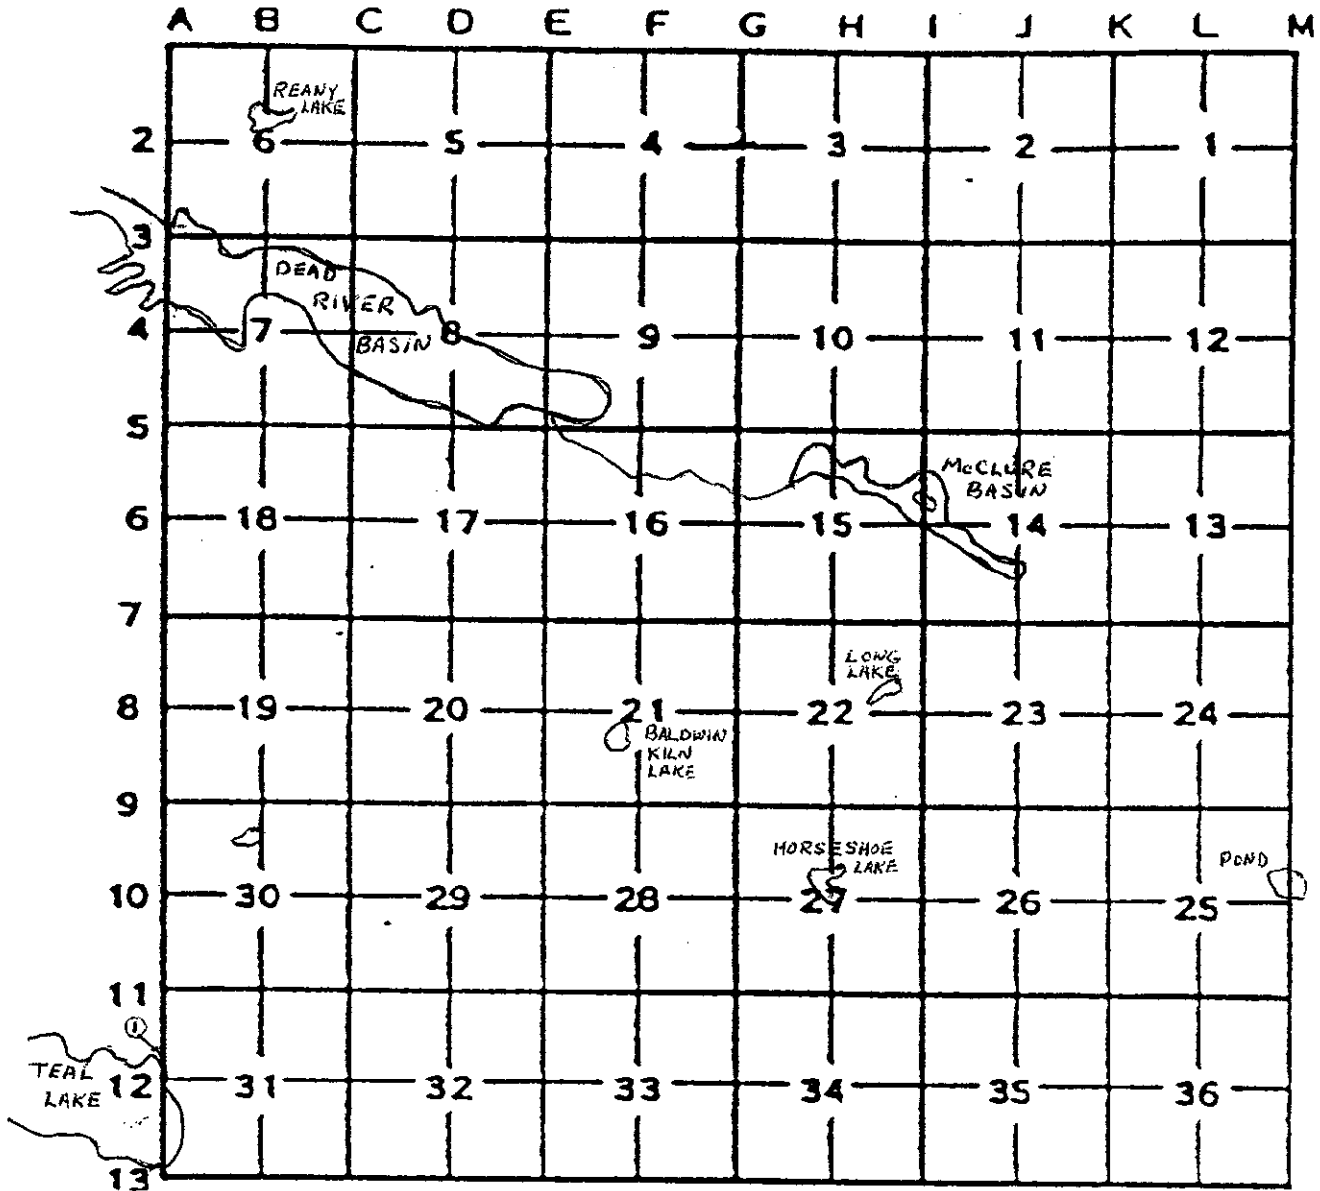 A B C D E F G H I J K L M
REANY
LAKE
2 6 5 4 3 2 1
3
DEAD
RIVER
4 7 8 9 10 11 12
BASIN
5
McCLURE
BASIN
6 18 17 16 15 14 13
7
LONG
LAKE
8 19 20 21 22 23 24
BALDWIN
KILN
LAKE
9
HORSESHOE
LAKE
POND
10 30 29 28 27 26 25
11
1
TEAL
LAKE
12 31 32 33 34 35 36
13